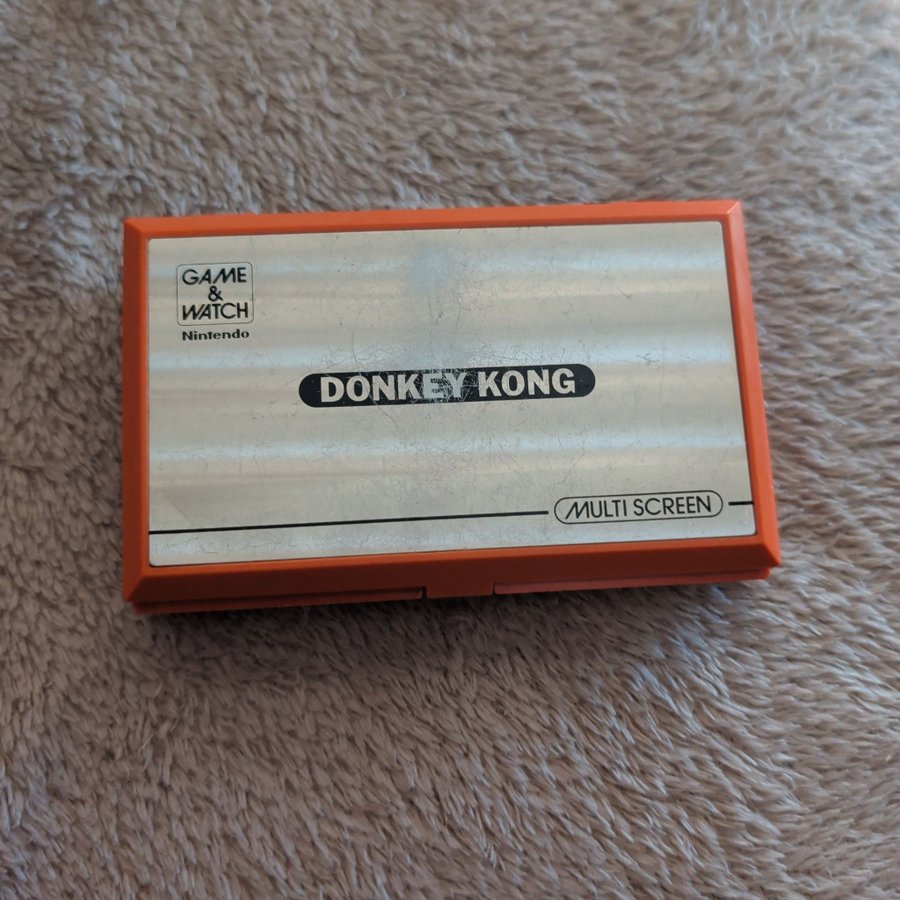 GAME
&
WATCH
Nintendo
DONKEY KONG
MULTI SCREEN